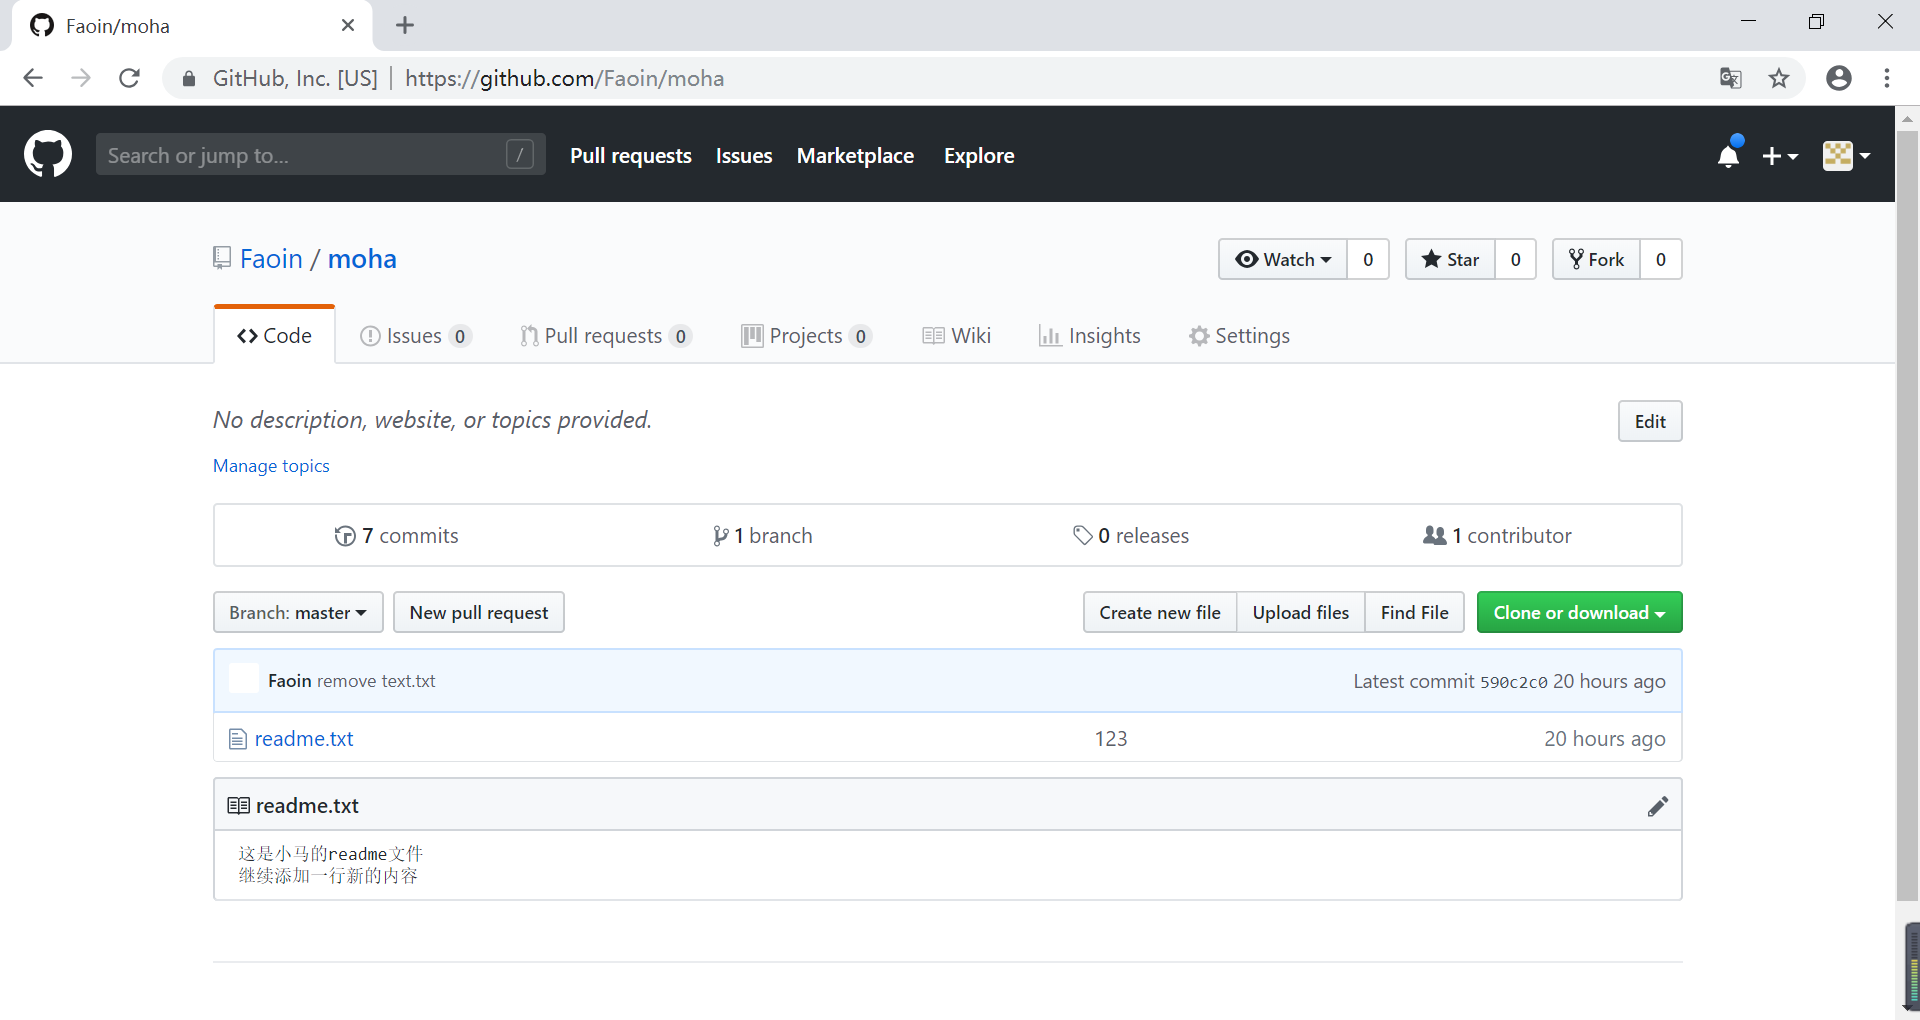 Faoin/moha
GitHub, Inc. [US] | https://github.com/Faoin/moha
Search or jump to... / Pull requests Issues Marketplace Explore
Faoin / moha Watch 0 Star 0 Fork 0
Code Issues 0 Pull requests 0 Projects 0 Wiki Insights Settings
No description, website, or topics provided. Edit
Manage topics
7 commits 1 branch 0 releases 1 contributor
Branch: master New pull request Create new file Upload files Find File Clone or download
Faoin remove text.txt Latest commit 590c2c0 20 hours ago
readme.txt 123 20 hours ago
readme.txt
这是小马的readme文件
继续添加一行新的内容